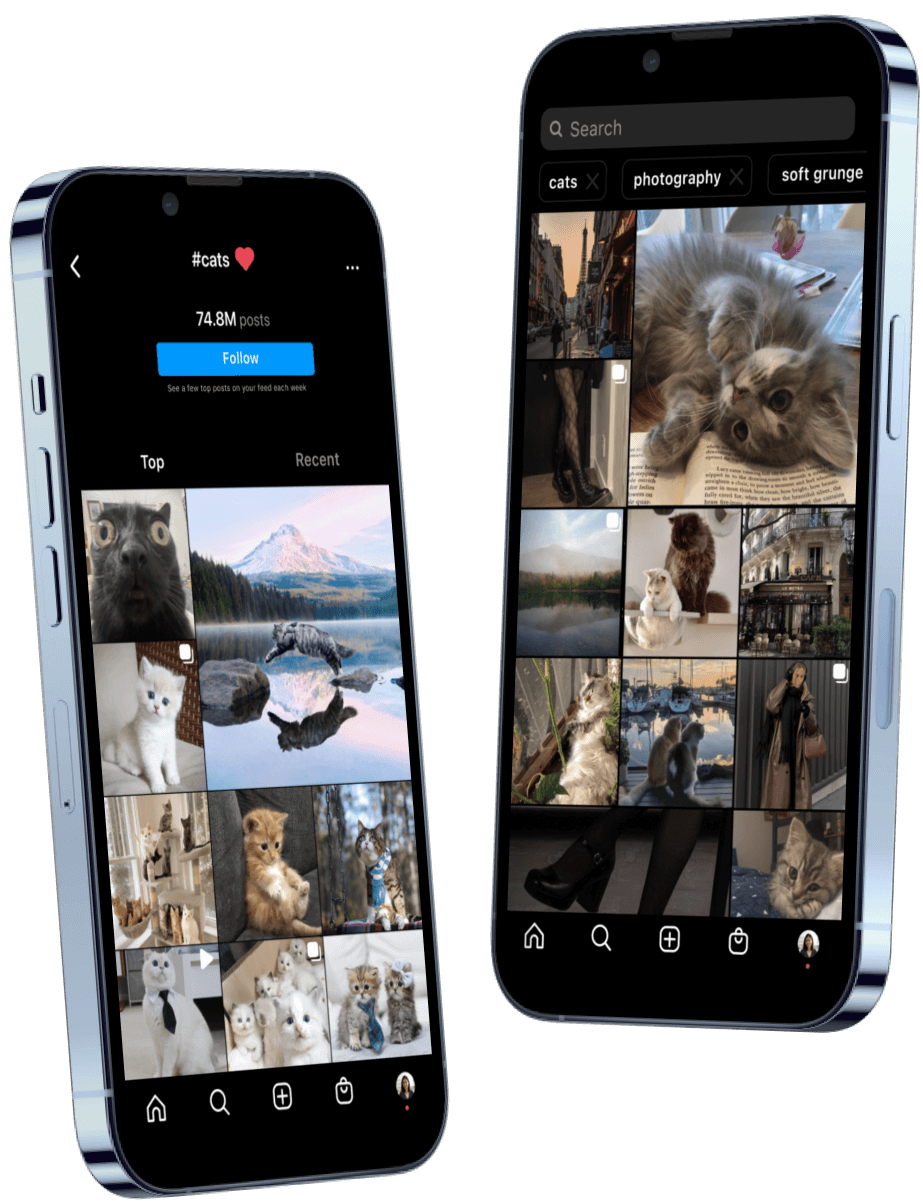 #cats ❤
74.8M posts
Follow
See a few top posts on your feed each week
Top
Recent
Search
cats
photography
soft grunge